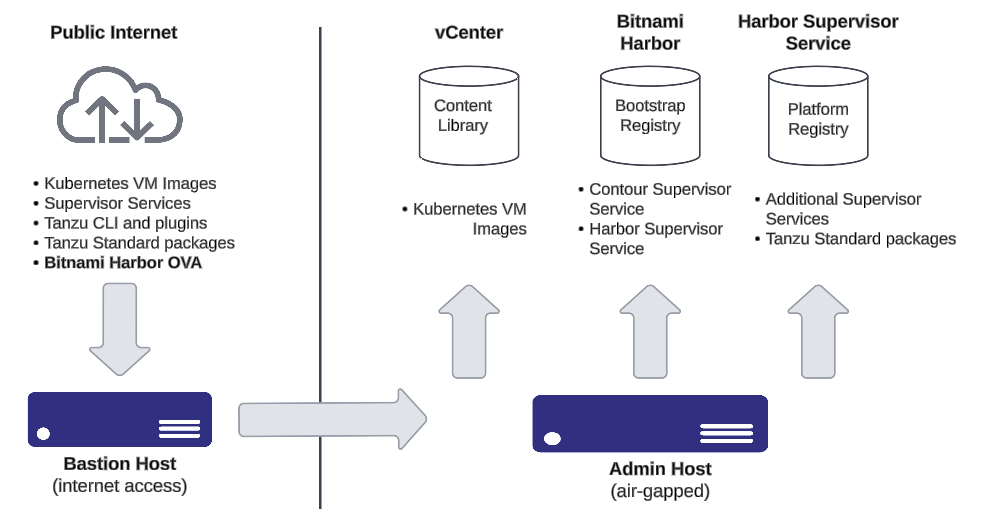 Public Internet
• Kubernetes VM Images
• Supervisor Services
• Tanzu CLI and plugins
• Tanzu Standard packages
• Bitnami Harbor OVA
Bastion Host
(internet access)
vCenter
Content
Library
• Kubernetes VM
Images
Bitnami
Harbor
Bootstrap
Registry
• Contour Supervisor
Service
• Harbor Supervisor
Service
Harbor Supervisor
Service
Platform
Registry
• Additional Supervisor
Services
• Tanzu Standard packages
Admin Host
(air-gapped)